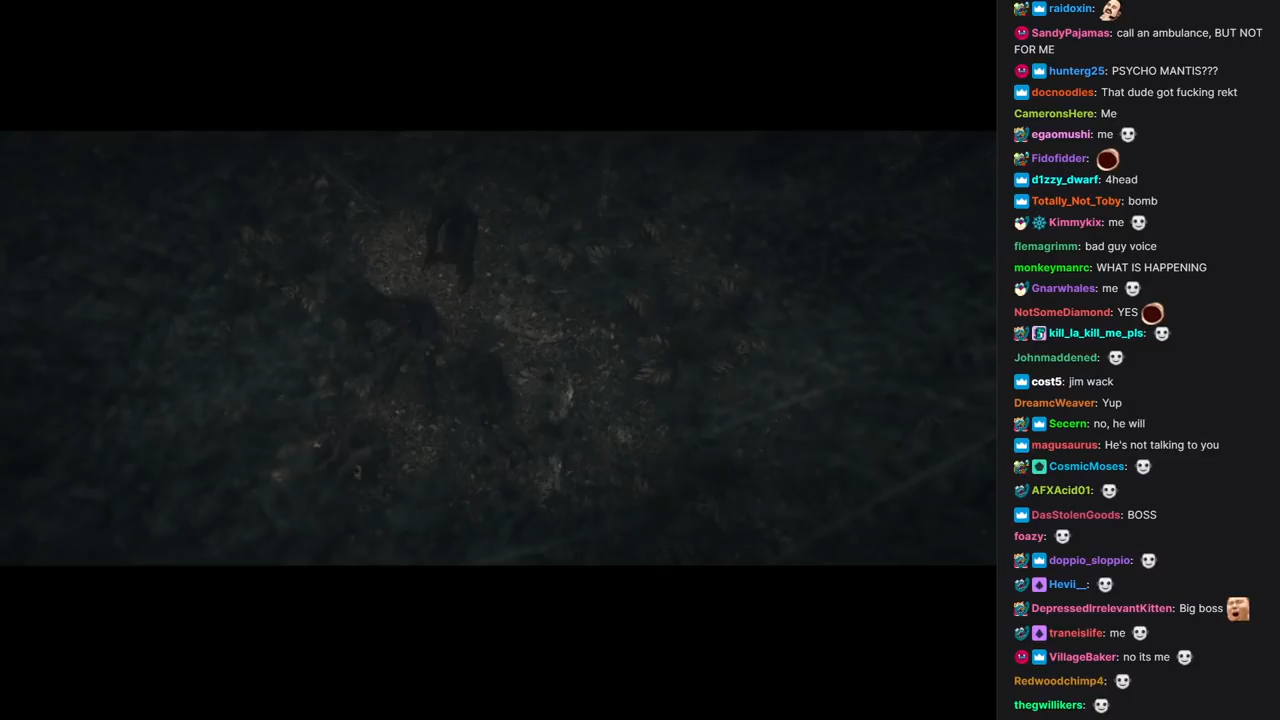 raidoxin:
SandyPajamas: call an ambulance, BUT NOT
FOR ME
hunterg25: PSYCHO MANTIS???
docnoodles: That dude got fucking rekt
CameronsHere: Me
egaomushi: me
Fidofidder:
d1zzy_dwarf: 4head
Totally_Not_Toby: bomb
Kimmykix: me
flemagrimm: bad guy voice
monkeymanrc: WHAT IS HAPPENING
Gnarwhales: me
NotSomeDiamond: YES
kill_la_kill_me_pls:
Johnmaddened:
cost5: jim wack
DreamcWeaver: Yup
Secern: no, he will
magusaurus: He's not talking to you
CosmicMoses:
AFXAcid01:
DasStolenGoods: BOSS
foazy:
doppio_sloppio:
Hevii__:
DepressedIrrelevantKitten: Big boss
traneislife: me
VillageBaker: no its me
Redwoodchimp4:
thegwillikers: